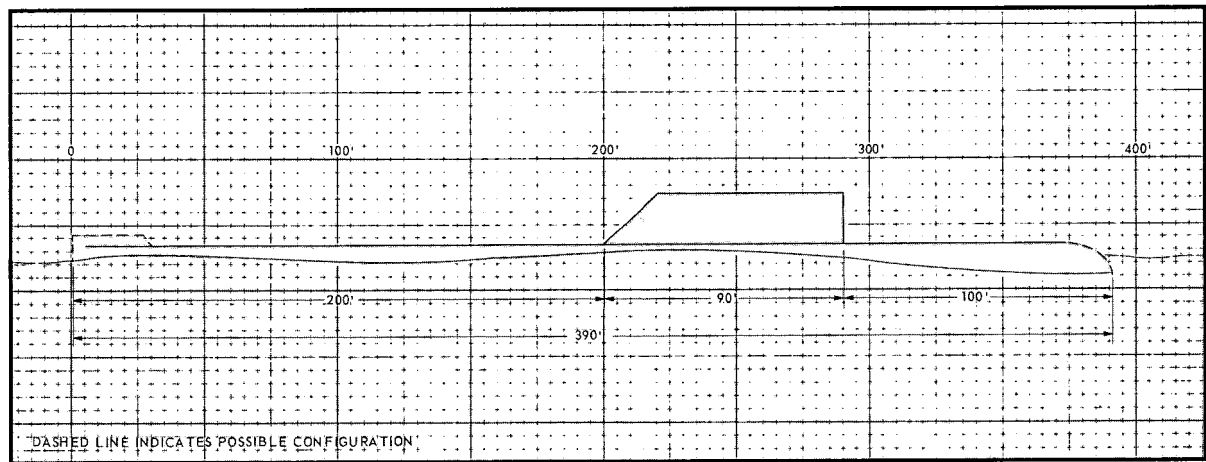 0 100' 200' 300' 400'
200' 90' 100'
390'
DASHED LINE INDICATES POSSIBLE CONFIGURATION